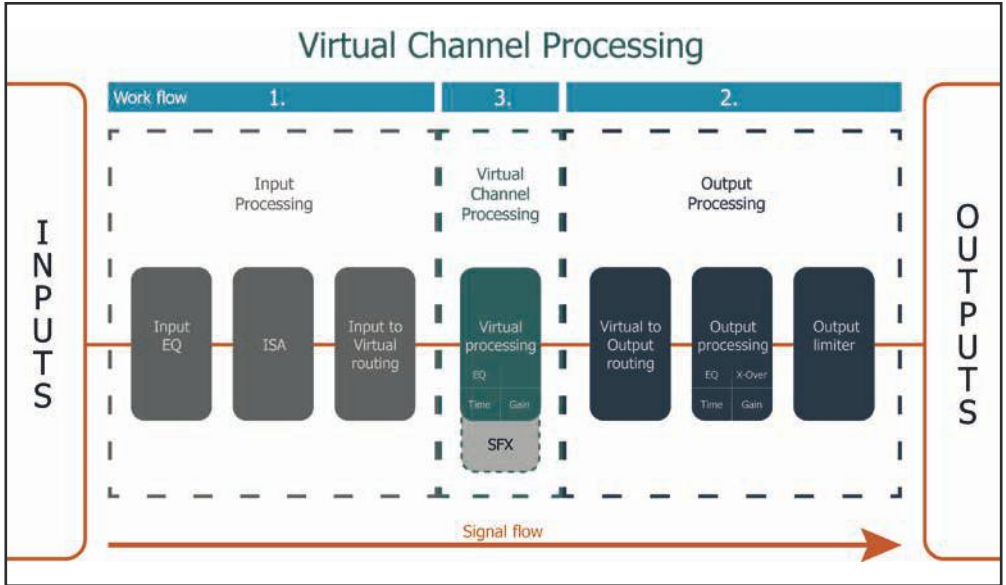 Virtual Channel Processing
Work flow 1. 3. 2.
INPUTS
Input
Processing
Virtual
Channel
Processing
Output
Processing
OUTPUTS
Input
EQ
ISA
Input to
Virtual
routing
Virtual
processing
EQ
Time Gain
SFX
Virtual to
Output
routing
Output
processing
EQ X-Over
Time Gain
Output
limiter
Signal flow